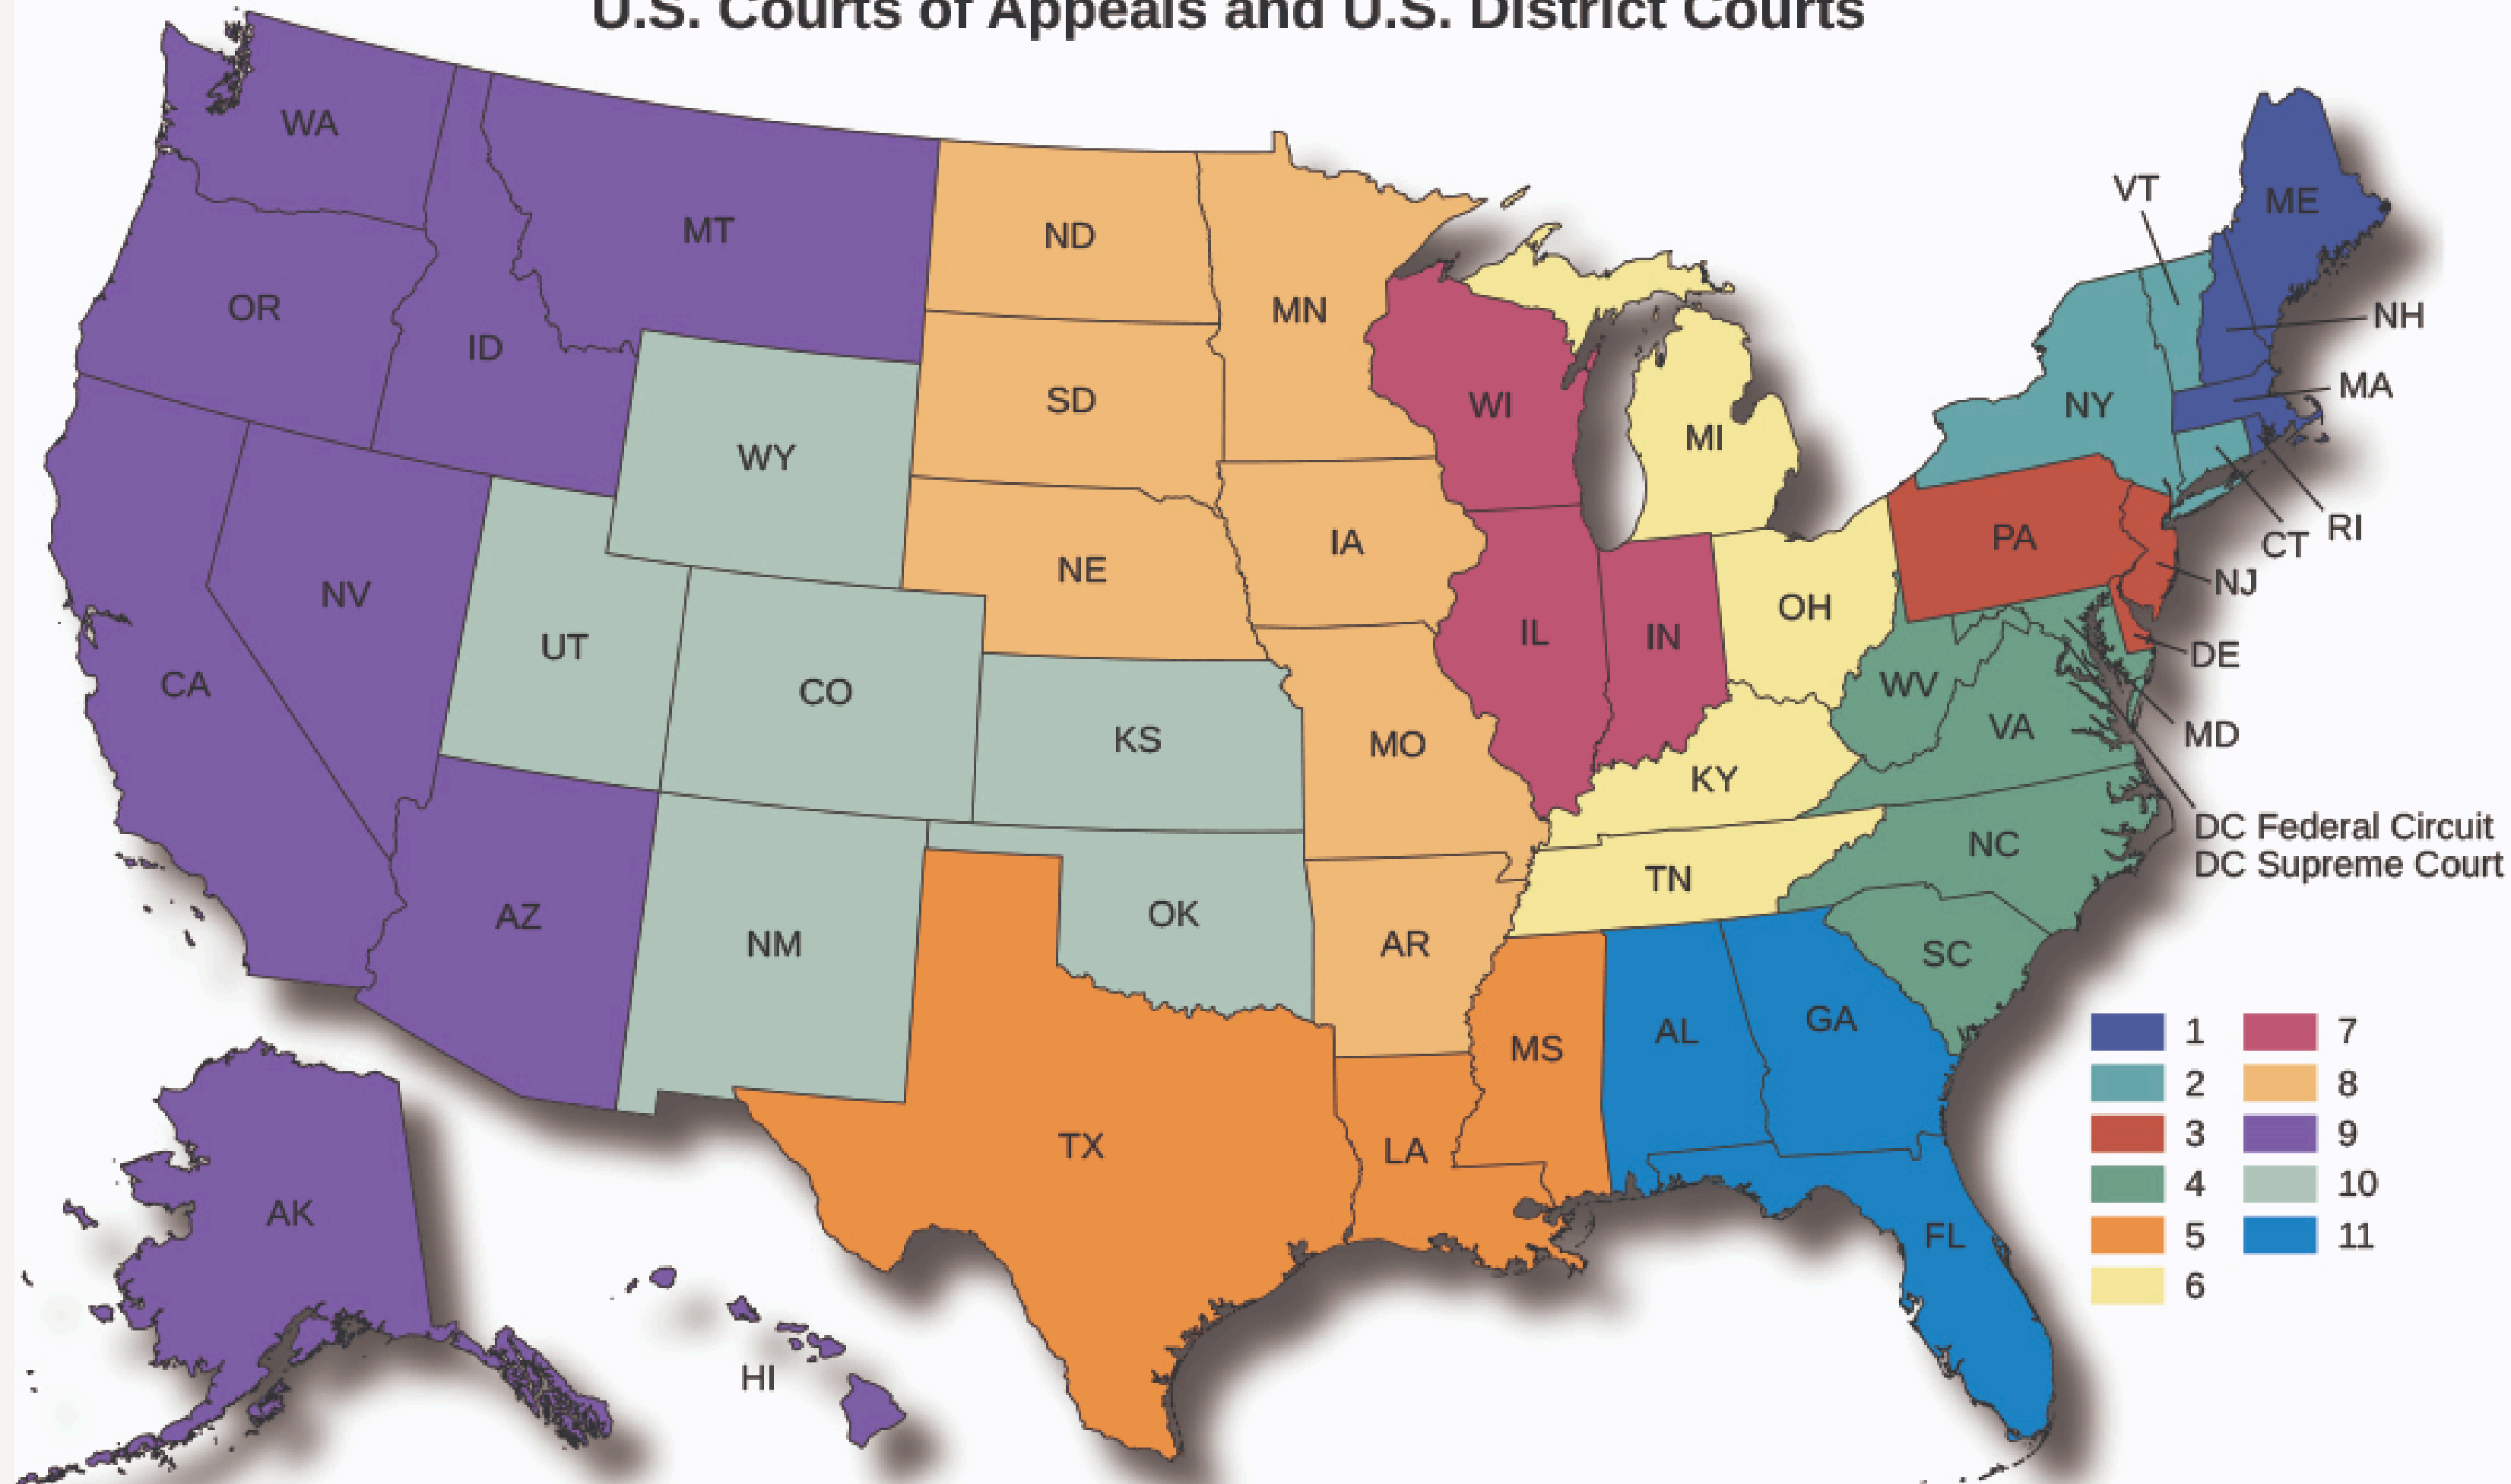 U.S. Courts of Appeals and U.S. District Courts
WA
MT
ND
MN
VT
ME
OR
ID
NH
SD
WI
MI
NY
MA
WY
NE
IA
PA
RI
CT
NV
UT
IL
IN
OH
NJ
CA
CO
KS
MO
WV
VA
DE
MD
KY
DC Federal Circuit
DC Supreme Court
NC
TN
AZ
NM
OK
AR
SC
MS
AL
GA
TX
LA
FL
AK
HI
1 7
2 8
3 9
4 10
5 11
6